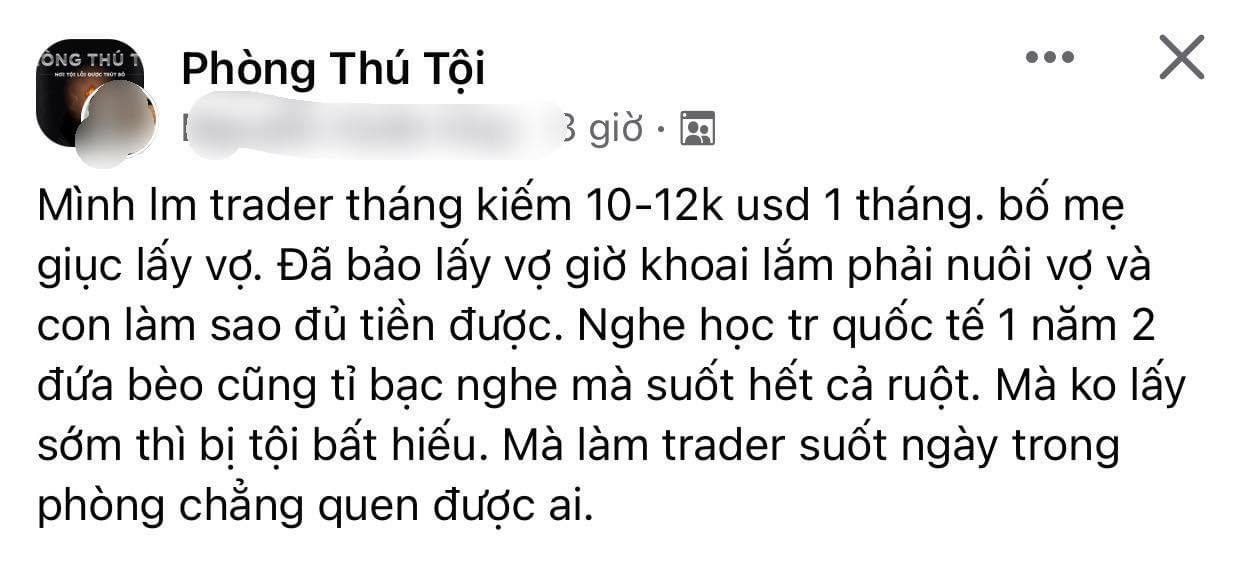 ÒNG THÚ T
NƠI TỘI LỖI ĐƯỢC TRÚT BỎ
Phòng Thú Tội
3 giờ ·
Mình lm trader tháng kiếm 10-12k usd 1 tháng. bố mẹ
giục lấy vợ. Đã bảo lấy vợ giờ khoai lắm phải nuôi vợ và
con làm sao đủ tiền được. Nghe học tr quốc tế 1 năm 2
đứa bèo cũng tỉ bạc nghe mà suốt hết cả ruột. Mà ko lấy
sớm thì bị tội bất hiếu. Mà làm trader suốt ngày trong
phòng chẳng quen được ai.